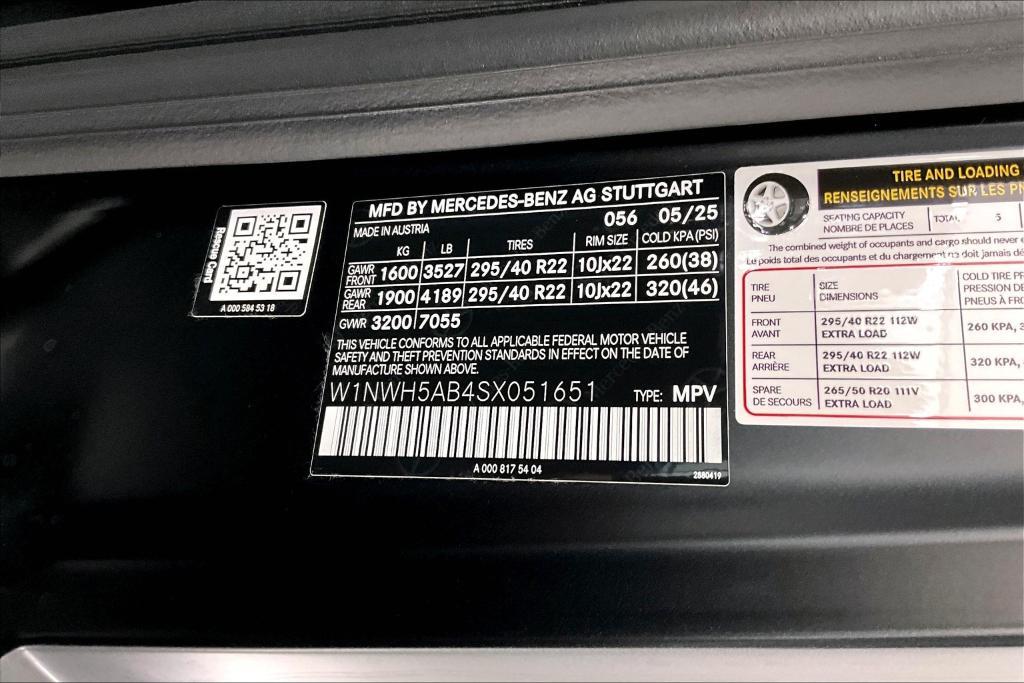 Rescue Card
A 000 584 53 18
MFD BY MERCEDES-BENZ AG STUTTGART
MADE IN AUSTRIA 056 05/25
KG LB TIRES RIM SIZE COLD KPA (PSI)
GAWR FRONT 1600 3527 295/40 R22 10Jx22 260(38)
GAWR REAR 1900 4189 295/40 R22 10Jx22 320(46)
GVWR 3200 7055
THIS VEHICLE CONFORMS TO ALL APPLICABLE FEDERAL MOTOR VEHICLE
SAFETY AND THEFT PREVENTION STANDARDS IN EFFECT ON THE DATE OF
MANUFACTURE SHOWN ABOVE.
W1NWH5AB4SX051651 TYPE: MPV
A 000 817 54 04
2880419
TIRE AND LOADING
RENSEIGNEMENTS SUR LES
SEATING CAPACITY
NOMBRE DE PLACES
TOTAL 5
The combined weight of occupants and cargo should never
Le poids total des occupants et du chargement ne doit jamais
TIRE SIZE COLD TIRE
PNEU DIMENSIONS PRESSION
PNEUS À
FRONT 295/40 R22 112W 260 KPA,
AVANT EXTRA LOAD
REAR 295/40 R22 112W 320 KPA,
ARRIÈRE EXTRA LOAD
SPARE 265/50 R20 111V 300 KPA,
DE SECOURS EXTRA LOAD